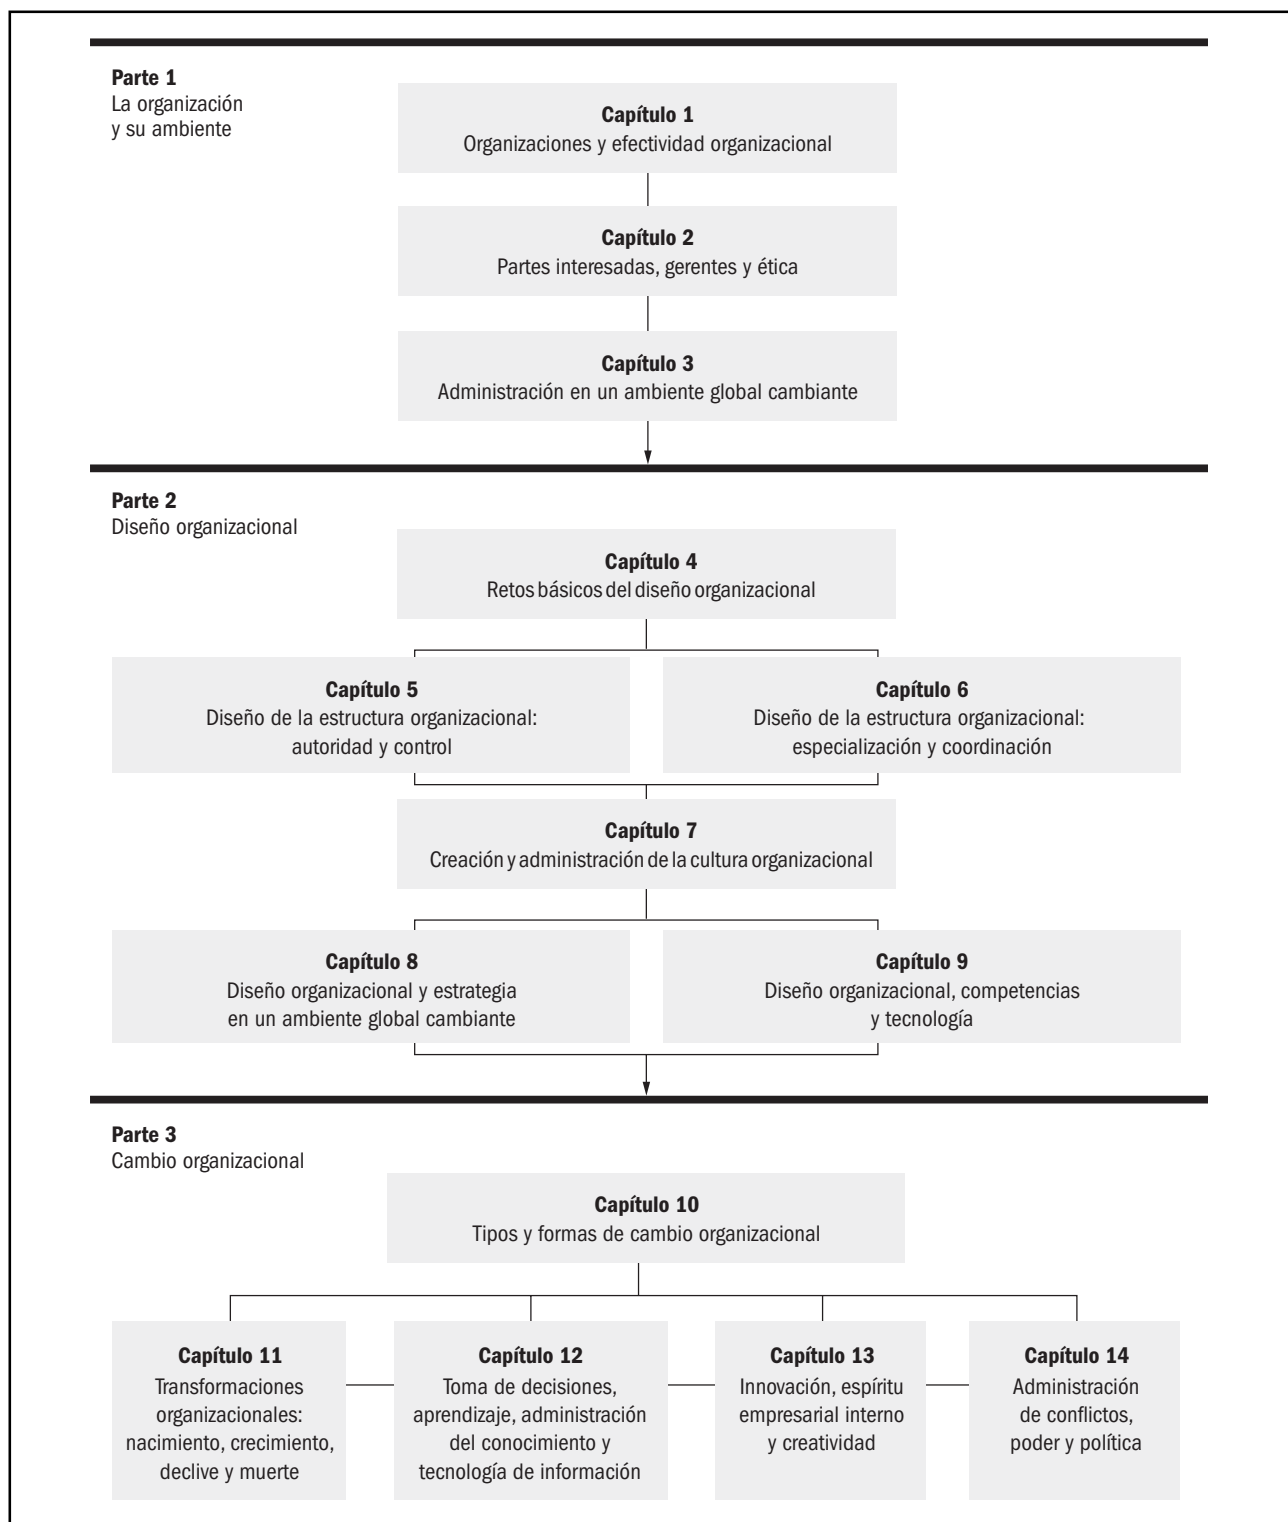 Parte 1
La organización
y su ambiente
Capítulo 1
Organizaciones y efectividad organizacional
Capítulo 2
Partes interesadas, gerentes y ética
Capítulo 3
Administración en un ambiente global cambiante
Parte 2
Diseño organizacional
Capítulo 4
Retos básicos del diseño organizacional
Capítulo 5
Diseño de la estructura organizacional:
autoridad y control
Capítulo 6
Diseño de la estructura organizacional:
especialización y coordinación
Capítulo 7
Creación y administración de la cultura organizacional
Capítulo 8
Diseño organizacional y estrategia
en un ambiente global cambiante
Capítulo 9
Diseño organizacional, competencias
y tecnología
Parte 3
Cambio organizacional
Capítulo 10
Tipos y formas de cambio organizacional
Capítulo 11
Transformaciones
organizacionales:
nacimiento, crecimiento,
declive y muerte
Capítulo 12
Toma de decisiones,
aprendizaje, administración
del conocimiento y
tecnología de información
Capítulo 13
Innovación, espíritu
empresarial interno
y creatividad
Capítulo 14
Administración
de conflictos,
poder y política